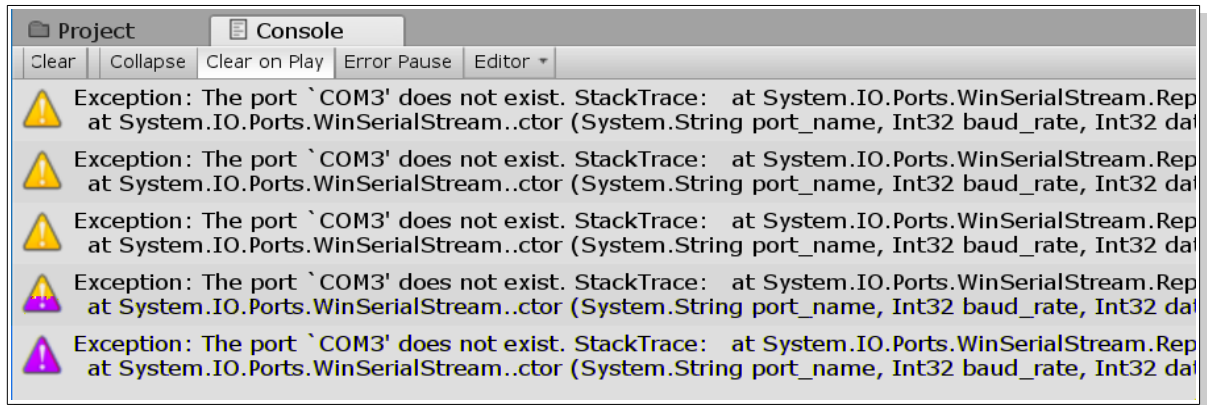 Project Console
Clear Collapse Clear on Play Error Pause Editor
Exception: The port `COM3' does not exist. StackTrace: at System.IO.Ports.WinSerialStream.Rep
at System.IO.Ports.WinSerialStream..ctor (System.String port_name, Int32 baud_rate, Int32 dat
Exception: The port `COM3' does not exist. StackTrace: at System.IO.Ports.WinSerialStream.Rep
at System.IO.Ports.WinSerialStream..ctor (System.String port_name, Int32 baud_rate, Int32 dat
Exception: The port `COM3' does not exist. StackTrace: at System.IO.Ports.WinSerialStream.Rep
at System.IO.Ports.WinSerialStream..ctor (System.String port_name, Int32 baud_rate, Int32 dat
Exception: The port `COM3' does not exist. StackTrace: at System.IO.Ports.WinSerialStream.Rep
at System.IO.Ports.WinSerialStream..ctor (System.String port_name, Int32 baud_rate, Int32 dat
Exception: The port `COM3' does not exist. StackTrace: at System.IO.Ports.WinSerialStream.Rep
at System.IO.Ports.WinSerialStream..ctor (System.String port_name, Int32 baud_rate, Int32 dat